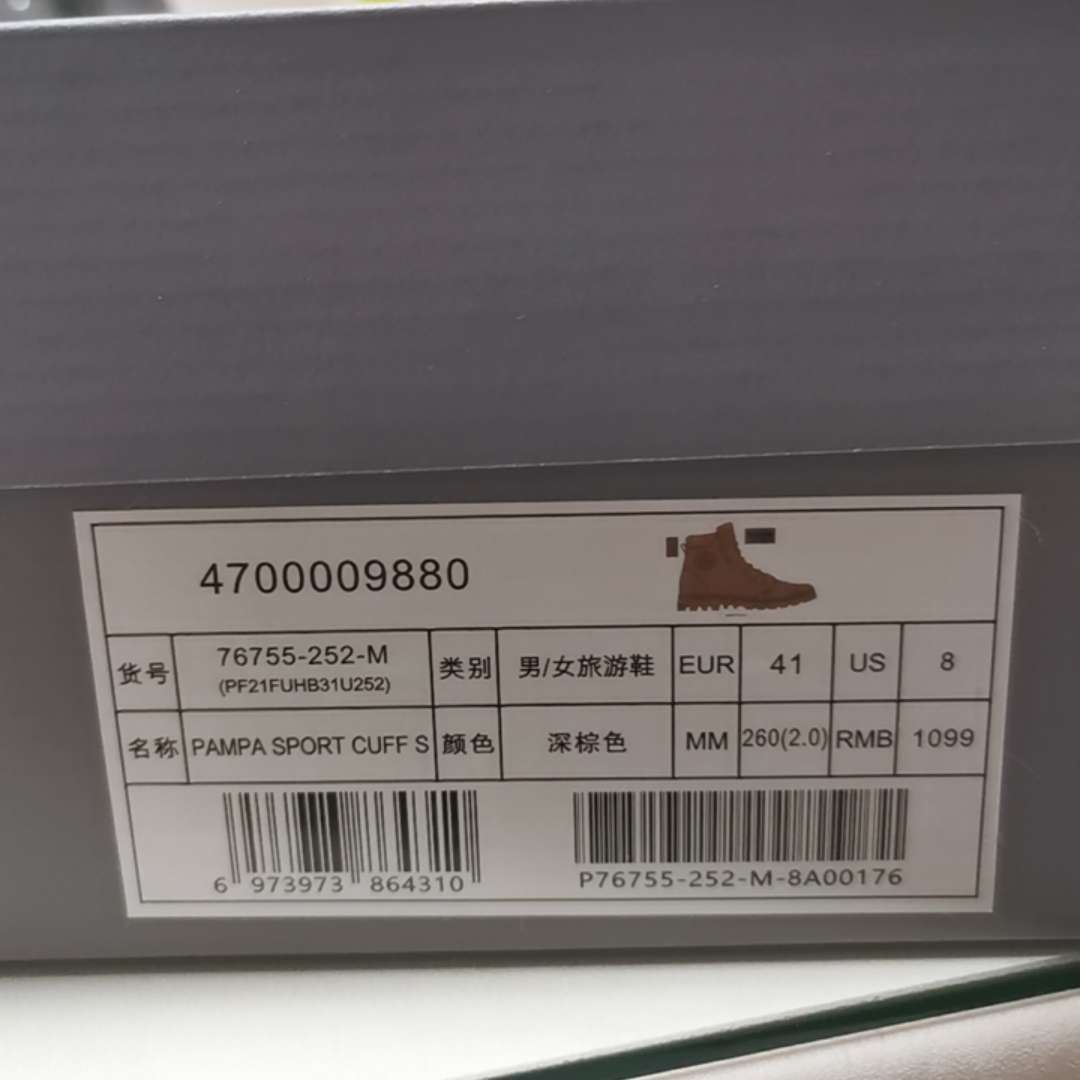 4700009880
货号 76755-252-M 类别 男/女旅游鞋 EUR 41 US 8
(PF21FUHB31U252)
名称 PAMPA SPORT CUFF S 颜色 深棕色 MM 260(2.0) RMB 1099
6 973973 864310
P76755-252-M-8A00176